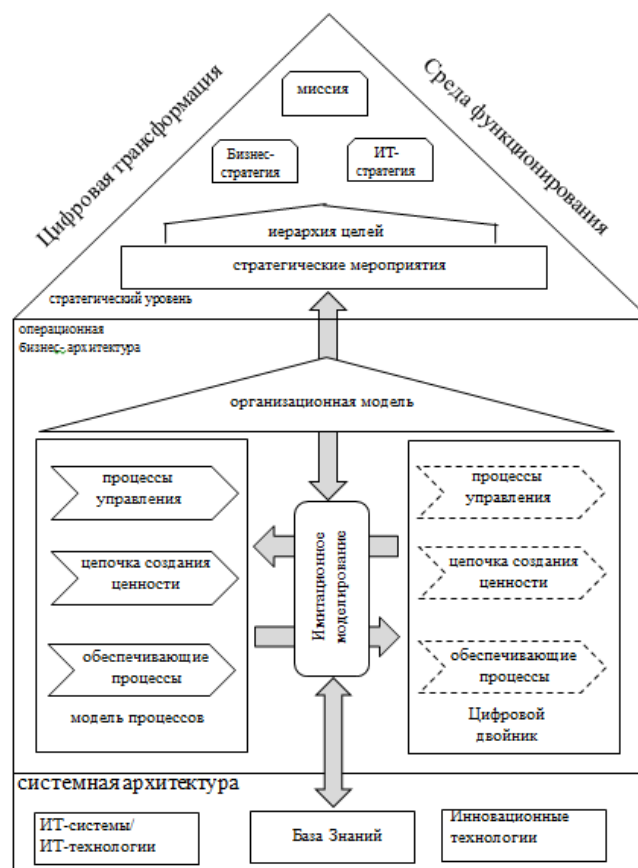 Цифровая трансформация
Среда функционирования
миссия
Бизнес-
стратегия
ИТ-
стратегия
иерархия целей
стратегические мероприятия
стратегический уровень
операционная
бизнес- архитектура
организационная модель
процессы
управления
цепочка создания
ценности
обеспечивающие
процессы
модель процессов
Имитационное
моделирование
процессы
управления
цепочка создания
ценности
обеспечивающие
процессы
Цифровой
двойник
системная архитектура
ИТ-системы/
ИТ-технологии
База Знаний
Инновационные
технологии